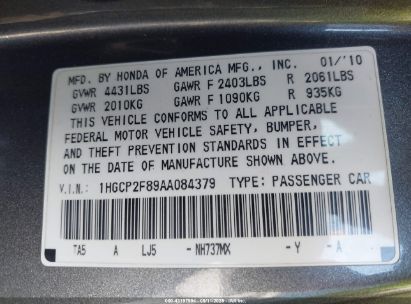 MFD. BY HONDA OF AMERICA MFG., INC. 01/'10
GVWR 4431LBS GAWR F 2403LBS R 2061LBS
GVWR 2010KG GAWR F 1090KG R 935KG
THIS VEHICLE CONFORMS TO ALL APPLICABLE
FEDERAL MOTOR VEHICLE SAFETY, BUMPER,
AND THEFT PREVENTION STANDARDS IN EFFECT
ON THE DATE OF MANUFACTURE SHOWN ABOVE.
V.I.N.: 1HGCP2F89AA084379 TYPE: PASSENGER CAR
TA5 A LJ5 - NH737MX - Y - A